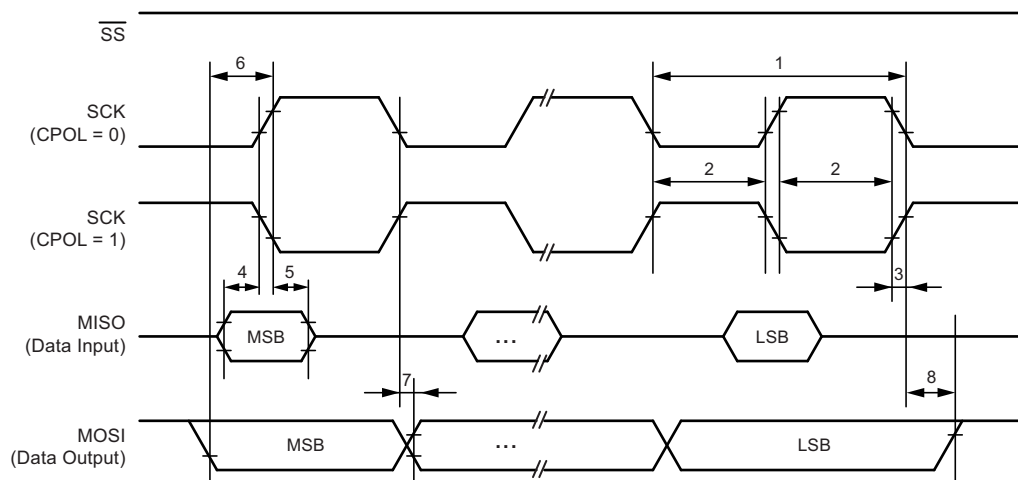 SS
6
1
SCK
(CPOL = 0)
2
2
SCK
(CPOL = 1)
4
5
3
MISO
(Data Input)
MSB
...
LSB
7
8
MOSI
(Data Output)
MSB
...
LSB